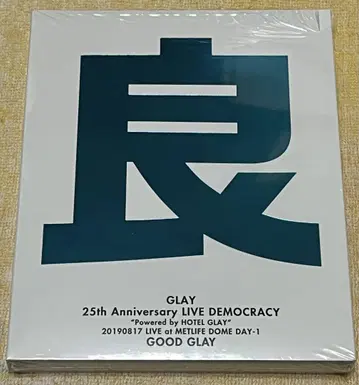 良
GLAY
25th Anniversary LIVE DEMOCRACY
"Powered by HOTEL GLAY"
20190817 LIVE at METLIFE DOME DAY-1
GOOD GLAY